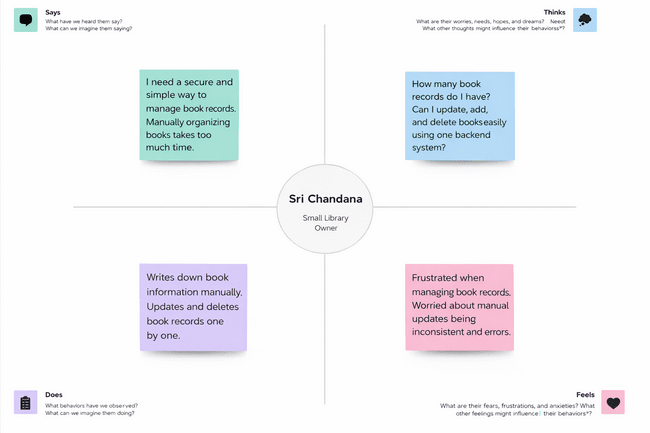 Says
What have we heard them say?
What can we imagine them saying?
Thinks
What are their worries, needs, hopes, and dreams? Neeot
What other thoughts might influence their behaviorss*?
I need a secure and
simple way to
manage book records.
Manually organizing
books takes too
much time.
How many book
records do I have?
Can I update, add,
and delete books easily
using one backend
system?
Sri Chandana
Small Library
Owner
Writes down book
information manually.
Updates and deletes
book records one
by one.
Frustrated when
managing book records.
Worried about manual
updates being
inconsistent and errors.
Does
What behaviors have we observed?
What can we imagine them doing?
Feels
What are their fears, frustrations, and anxieties? What
other feelings might influence their behaviors*?